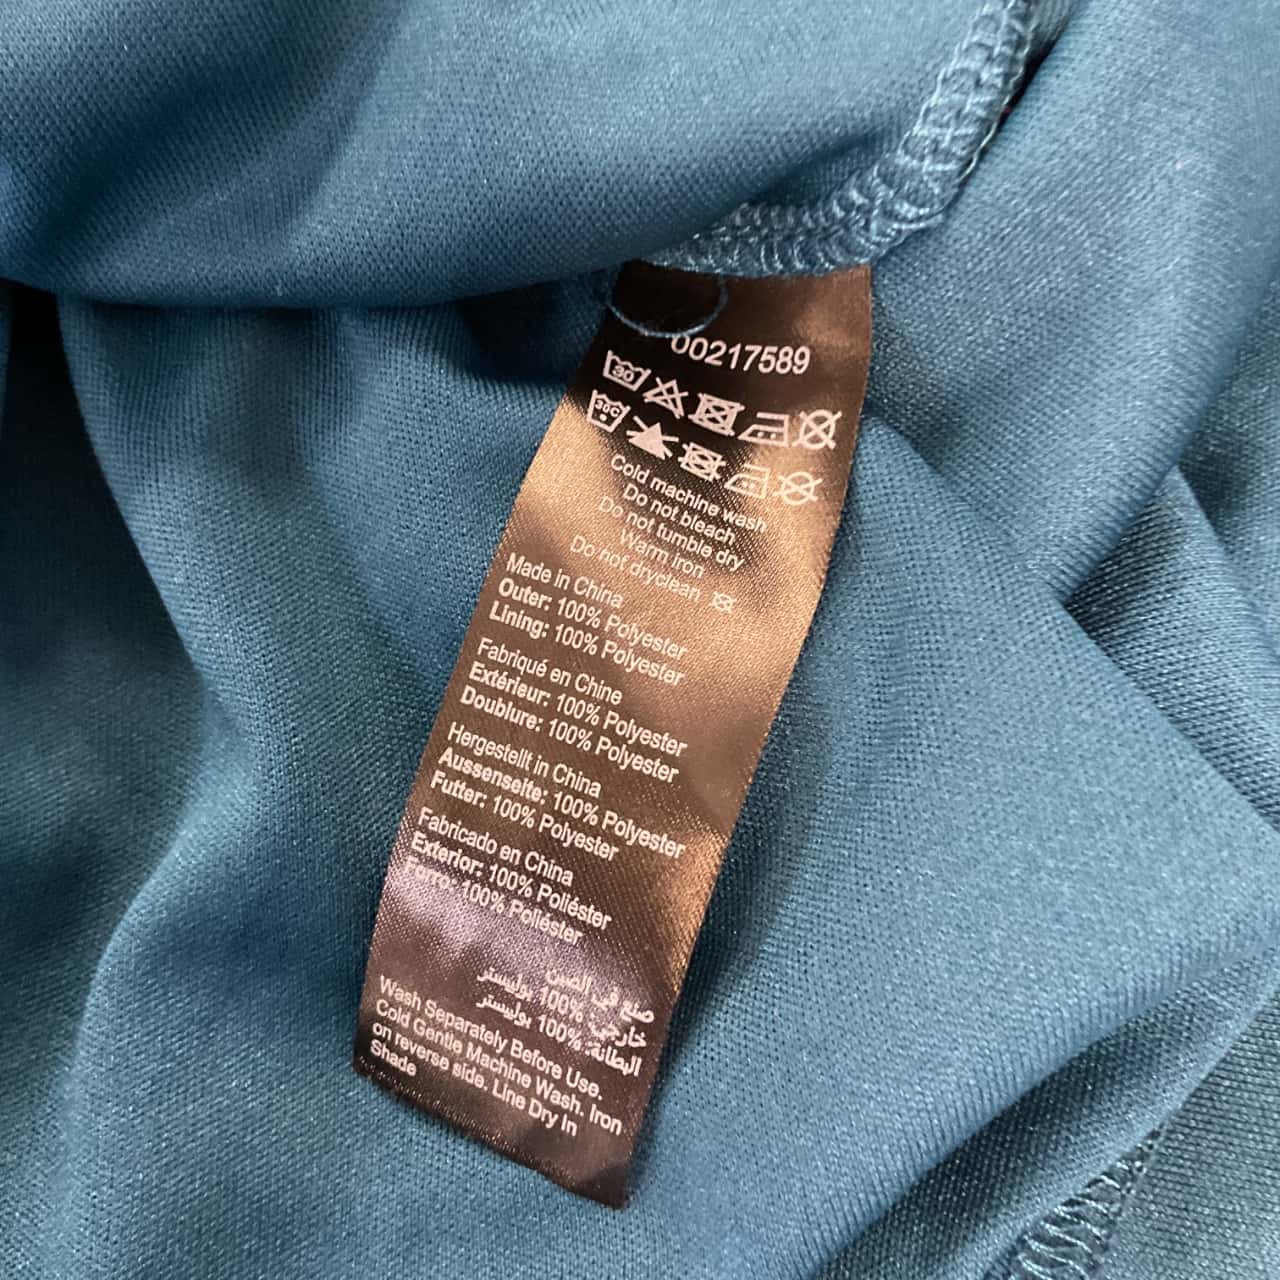 00217589
30
30C
Cold machine wash
Do not bleach
Do not tumble dry
Warm iron
Do not dryclean
Made in China
Outer: 100% Polyester
Lining: 100% Polyester
Fabriqué en Chine
Extérieur: 100% Polyester
Doublure: 100% Polyester
Hergestellt in China
Aussenseite: 100% Polyester
Futter: 100% Polyester
Fabricado en China
Exterior: 100% Poliéster
Forro: 100% Poliéster
صنع في الصين
خارجي: 100% بوليستر
البطانة: 100% بوليستر
Wash Separately Before Use.
Cold Gentle Machine Wash. Iron
on reverse side. Line Dry In
Shade